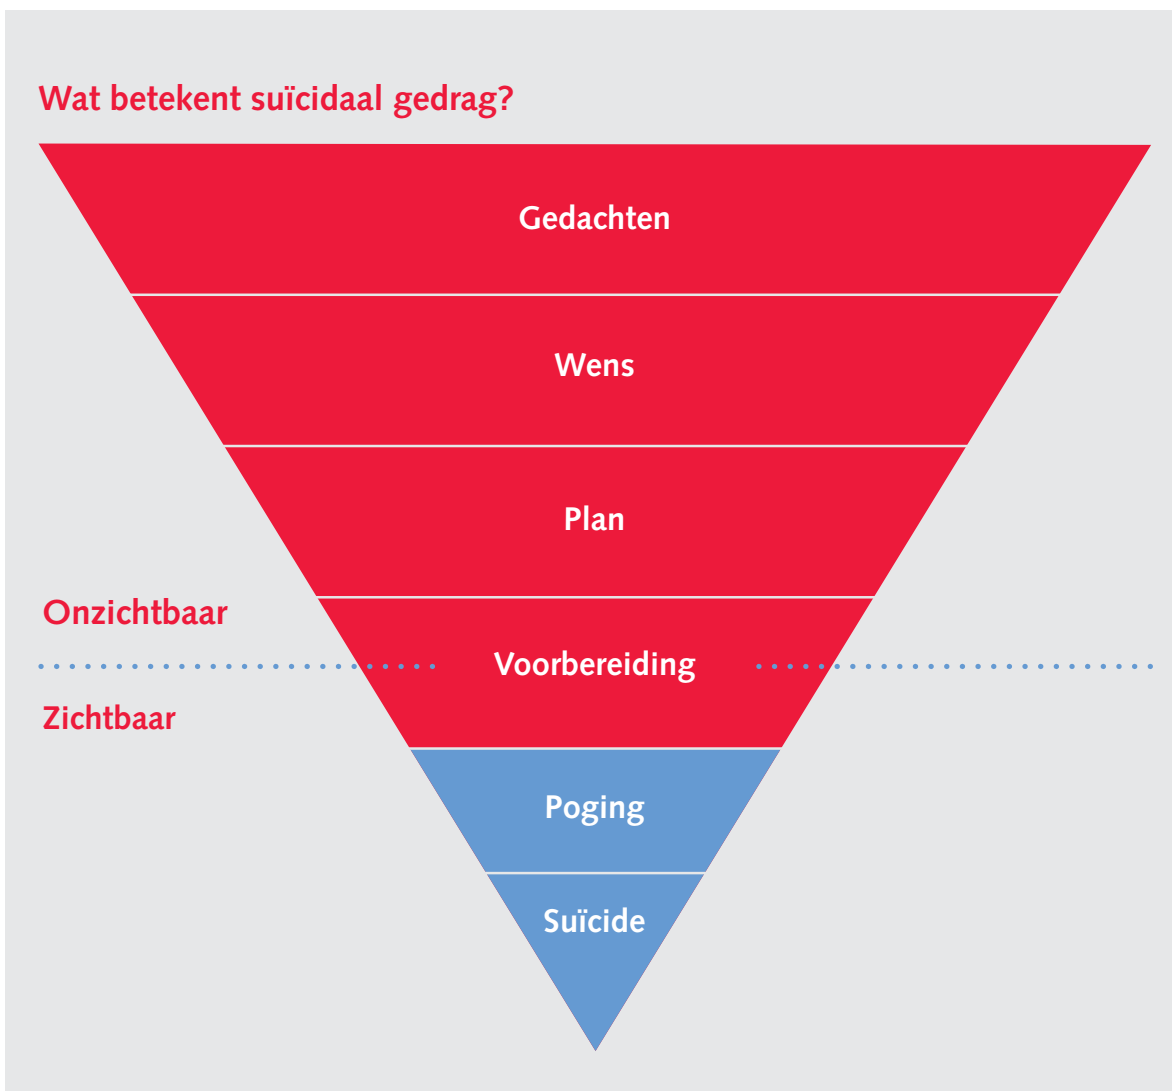 Wat betekent suïcidaal gedrag?
Gedachten
Wens
Plan
Onzichtbaar
Voorbereiding
Zichtbaar
Poging
Suïcide